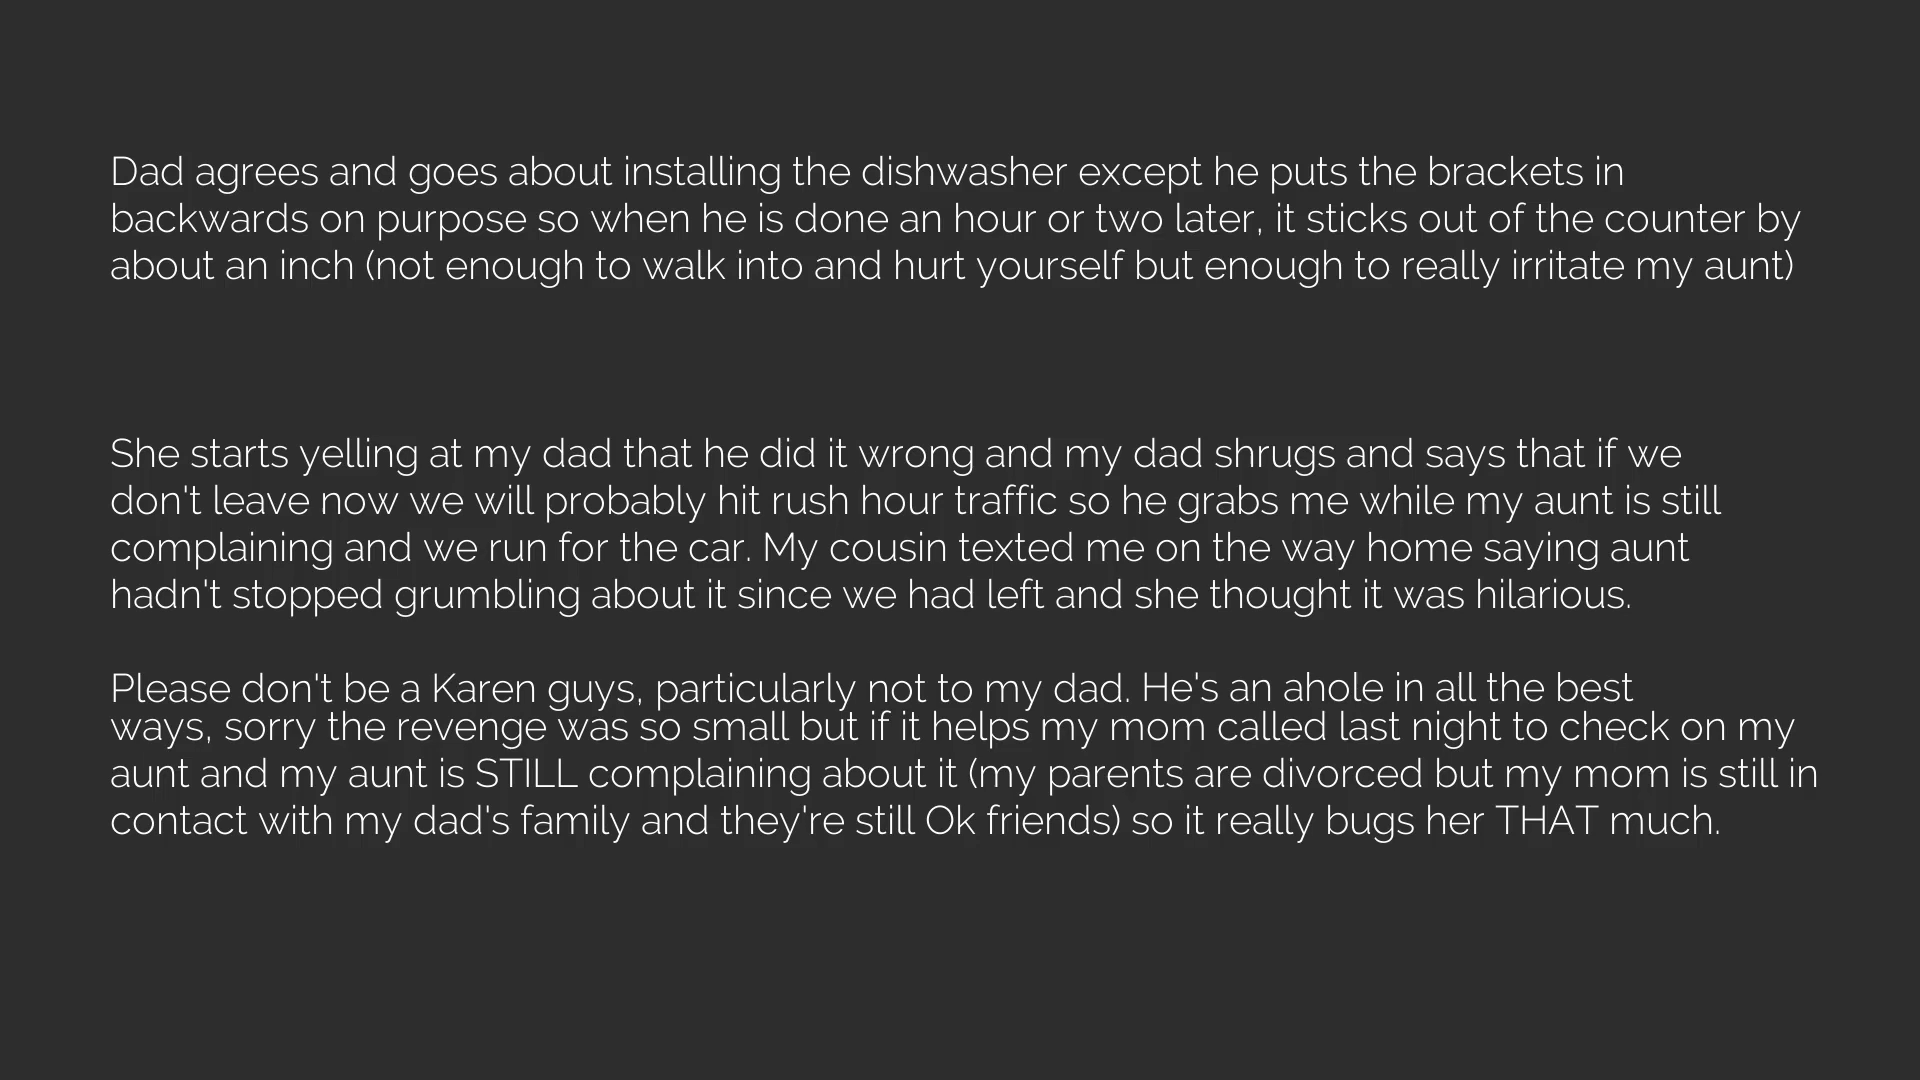 Dad agrees and goes about installing the dishwasher except he puts the brackets in
backwards on purpose so when he is done an hour or two later, it sticks out of the counter by
about an inch (not enough to walk into and hurt yourself but enough to really irritate my aunt)
She starts yelling at my dad that he did it wrong and my dad shrugs and says that if we
don't leave now we will probably hit rush hour traffic so he grabs me while my aunt is still
complaining and we run for the car. My cousin texted me on the way home saying aunt
hadn't stopped grumbling about it since we had left and she thought it was hilarious.
Please don't be a Karen guys, particularly not to my dad. He's an ahole in all the best
ways, sorry the revenge was so small but if it helps my mom called last night to check on my
aunt and my aunt is STILL complaining about it (my parents are divorced but my mom is still in
contact with my dad's family and they're still Ok friends) so it really bugs her THAT much.